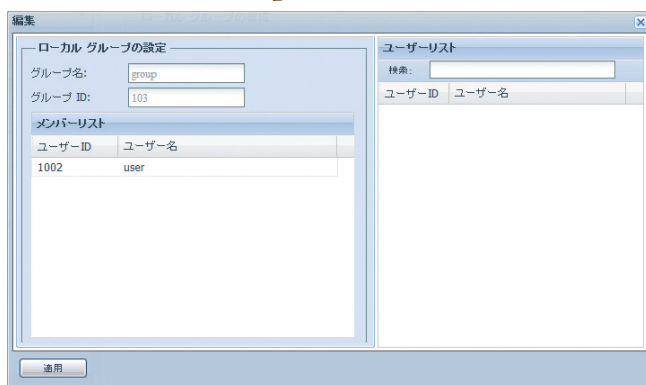 編集
ローカル グループの設定
グループ名: group
グループ ID: 103
メンバーリスト
ユーザーID ユーザー名
1002 user
ユーザーリスト
検索:
ユーザーID ユーザー名
適用